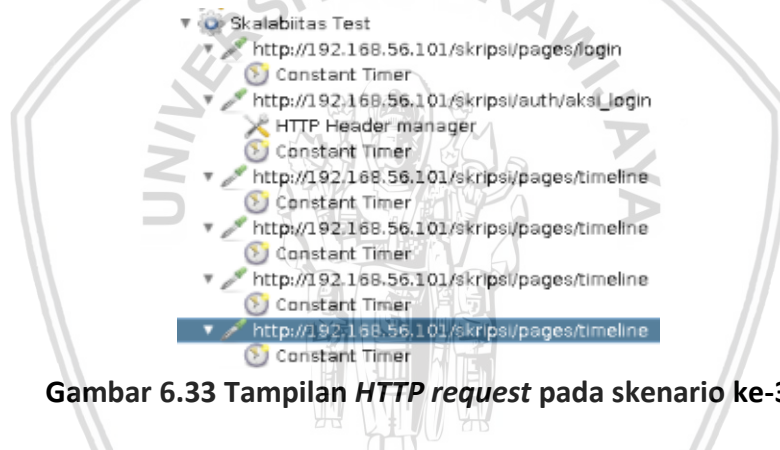 Skalabiitas Test
http://192.168.56.101/skripsi/pages/login
Constant Timer
http://192.168.56.101/skripsi/auth/aksi_login
HTTP Header manager
Constant Timer
http://192.168.56.101/skripsi/pages/timeline
Constant Timer
http://192.168.56.101/skripsi/pages/timeline
Constant Timer
http://192.168.56.101/skripsi/pages/timeline
Constant Timer
http://192.168.56.101/skripsi/pages/timeline
Constant Timer
Gambar 6.33 Tampilan HTTP request pada skenario ke-3